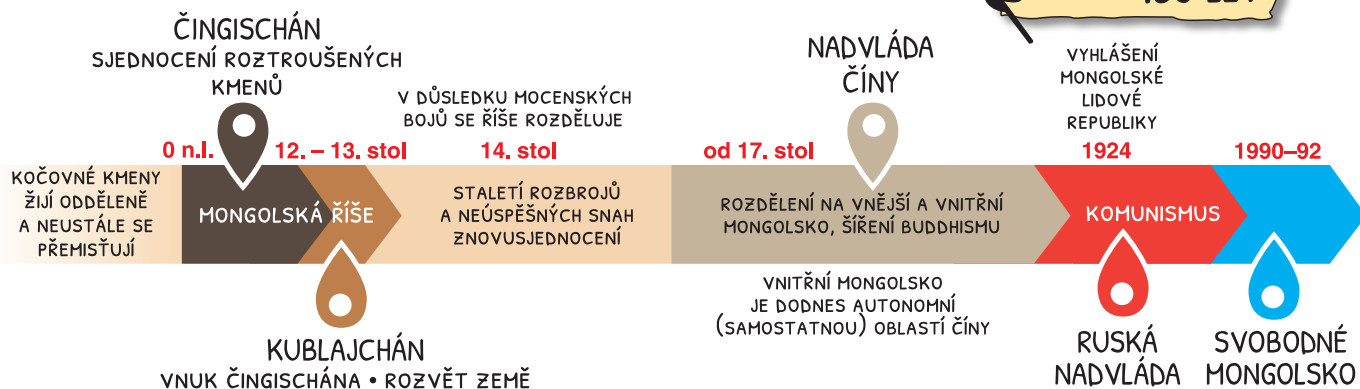 ČINGISCHÁN
SJEDNOCENÍ ROZTROUŠENÝCH
KMENŮ
V DŮSLEDKU MOCENSKÝCH
BOJŮ SE ŘÍŠE ROZDĚLUJE
NADVLÁDA
ČÍNY
VYHLÁŠENÍ
MONGOLSKÉ
LIDOVÉ
REPUBLIKY
0 n.l.
12. – 13. stol
14. stol
od 17. stol
1924
1990–92
KOČOVNÉ KMENY
ŽIJÍ ODDĚLENĚ
A NEUSTÁLE SE
PŘEMISŤUJÍ
MONGOLSKÁ ŘÍŠE
STALETÍ ROZBROJŮ
A NEÚSPĚŠNÝCH SNAH
ZNOVUSJEDNOCENÍ
ROZDĚLENÍ NA VNĚJŠÍ A VNITŘNÍ
MONGOLSKO, ŠÍŘENÍ BUDDHISMU
KOMUNISMUS
VNITŘNÍ MONGOLSKO
JE DODNES AUTONOMNÍ
(SAMOSTATNOU) OBLASTÍ ČÍNY
KUBLAJCHÁN
VNUK ČINGISCHÁNA • ROZVĚT ZEMĚ
RUSKÁ
NADVLÁDA
SVOBODNÉ
MONGOLSKO